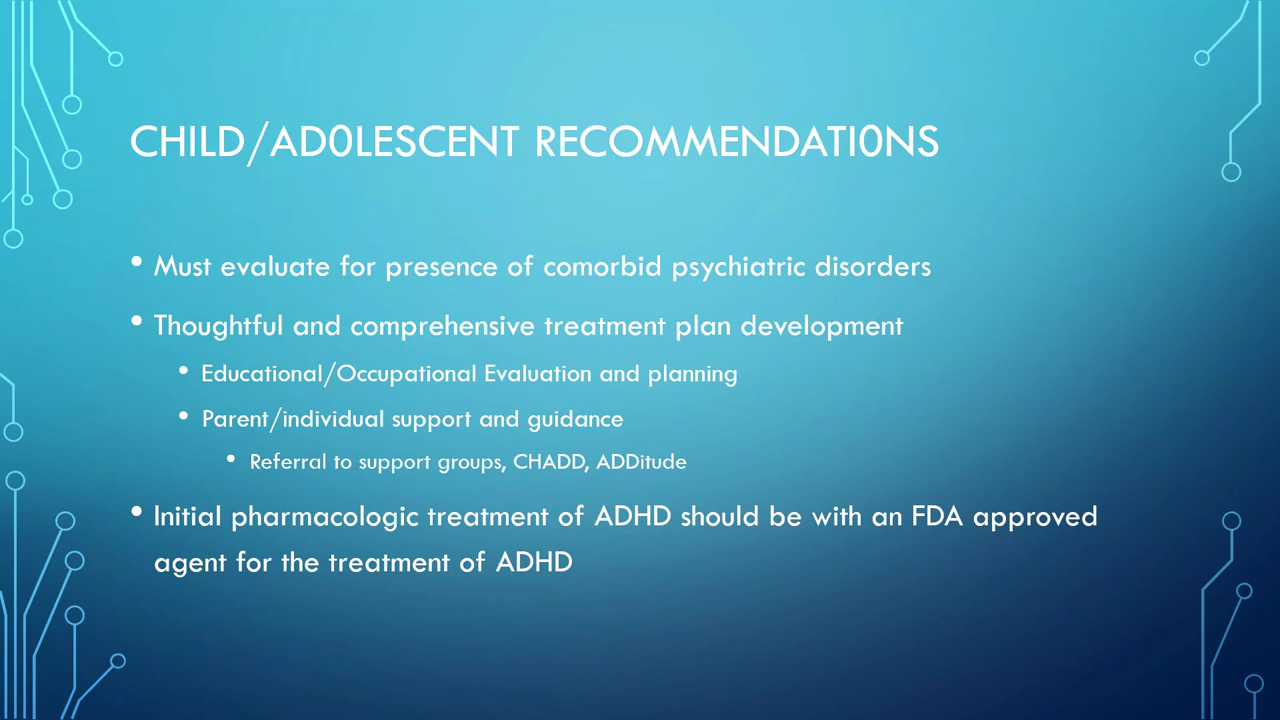 CHILD/AD0LESCENT RECOMMENDATI0NS
• Must evaluate for presence of comorbid psychiatric disorders
• Thoughtful and comprehensive treatment plan development
• Educational/Occupational Evaluation and planning
• Parent/individual support and guidance
• Referral to support groups, CHADD, ADDitude
• Initial pharmacologic treatment of ADHD should be with an FDA approved
agent for the treatment of ADHD